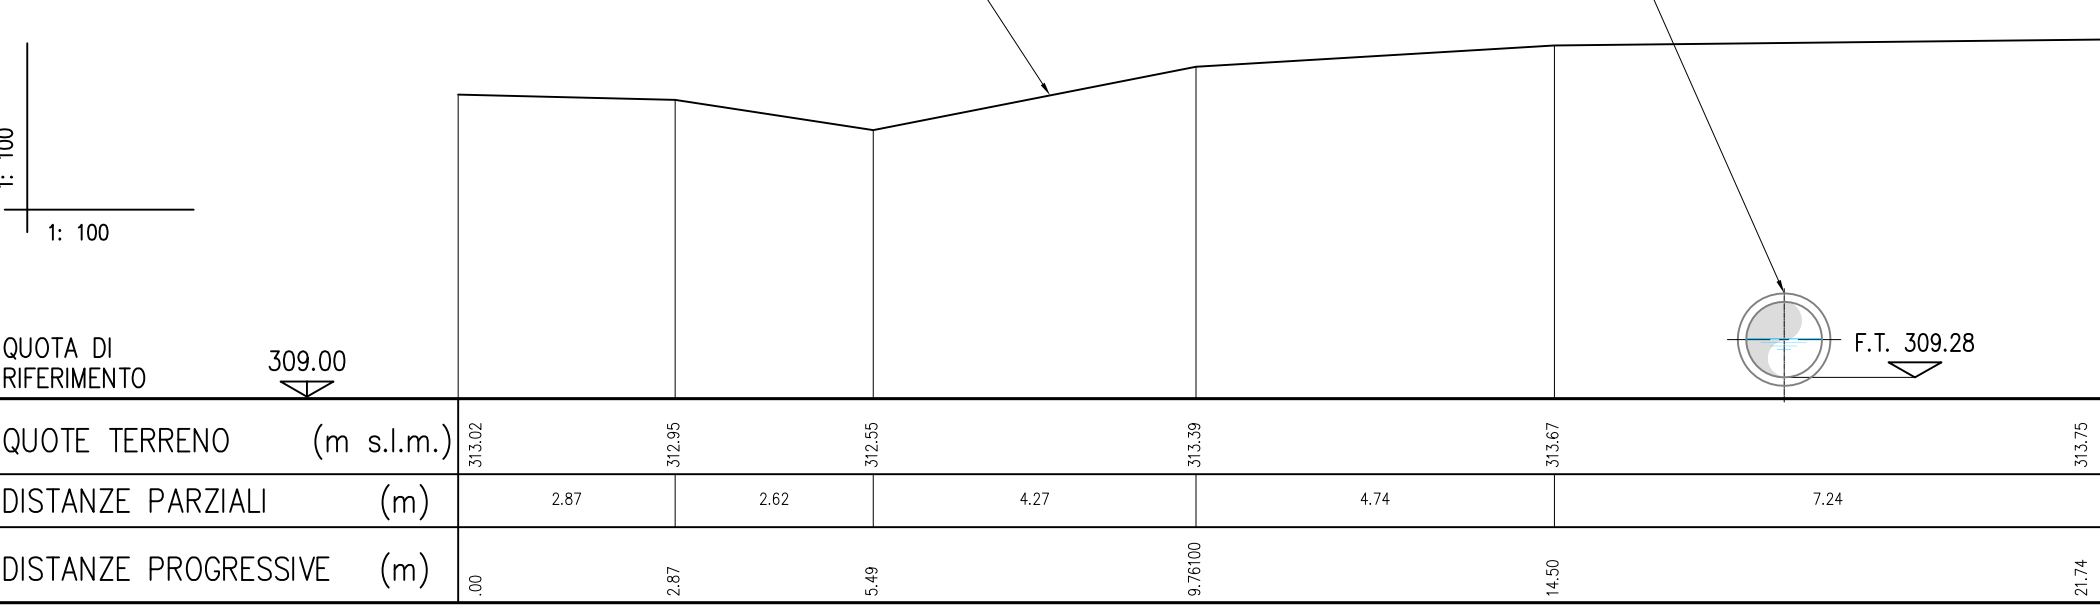 1: 100
1: 100
QUOTA DI
RIFERIMENTO
309.00
F.T. 309.28
QUOTE TERRENO (m s.l.m.) 313.02 312.95 312.55 313.39 313.67 313.75
DISTANZE PARZIALI (m) 2.87 2.62 4.27 4.74 7.24
DISTANZE PROGRESSIVE (m) .00 2.87 5.49 9.76100 14.50 21.74